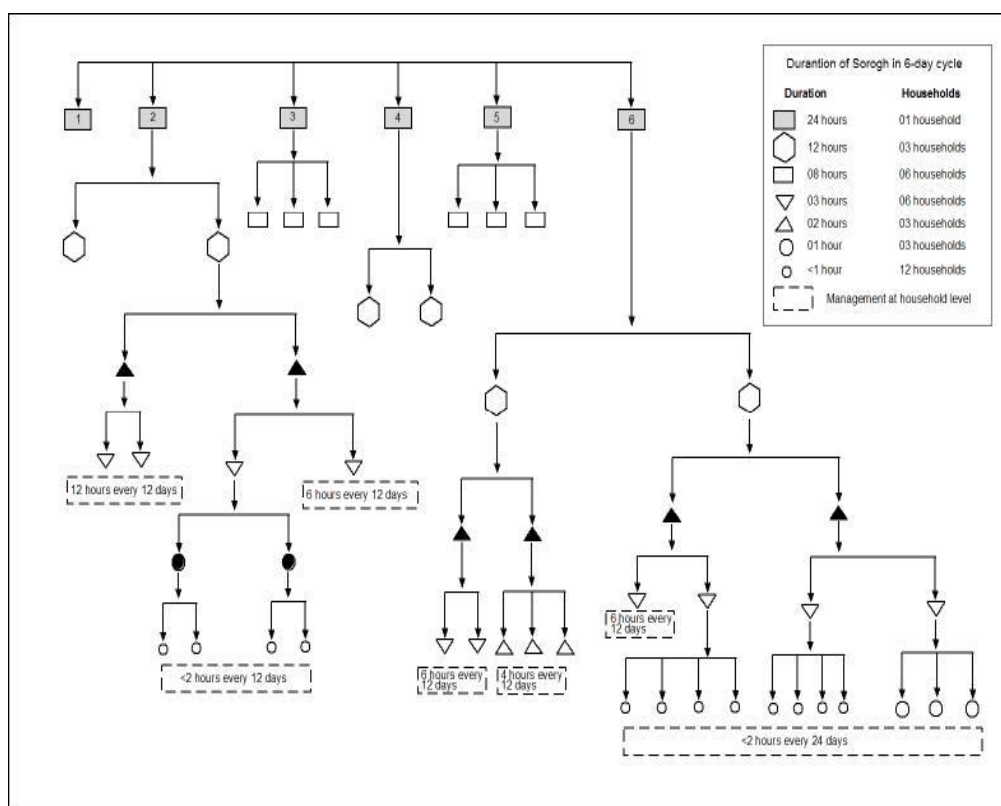 Durantion of Sorogh in 6-day cycle
Duration Households
24 hours 01 household
12 hours 03 households
08 hours 06 households
03 hours 06 households
02 hours 03 households
01 hour 03 households
<1 hour 12 households
Management at household level
1 2 3 4 5 6
12 hours every 12 days
6 hours every 12 days
<2 hours every 12 days
6 hours every
12 days
4 hours every
12 days
6 hours every
12 days
<2 hours every 24 days